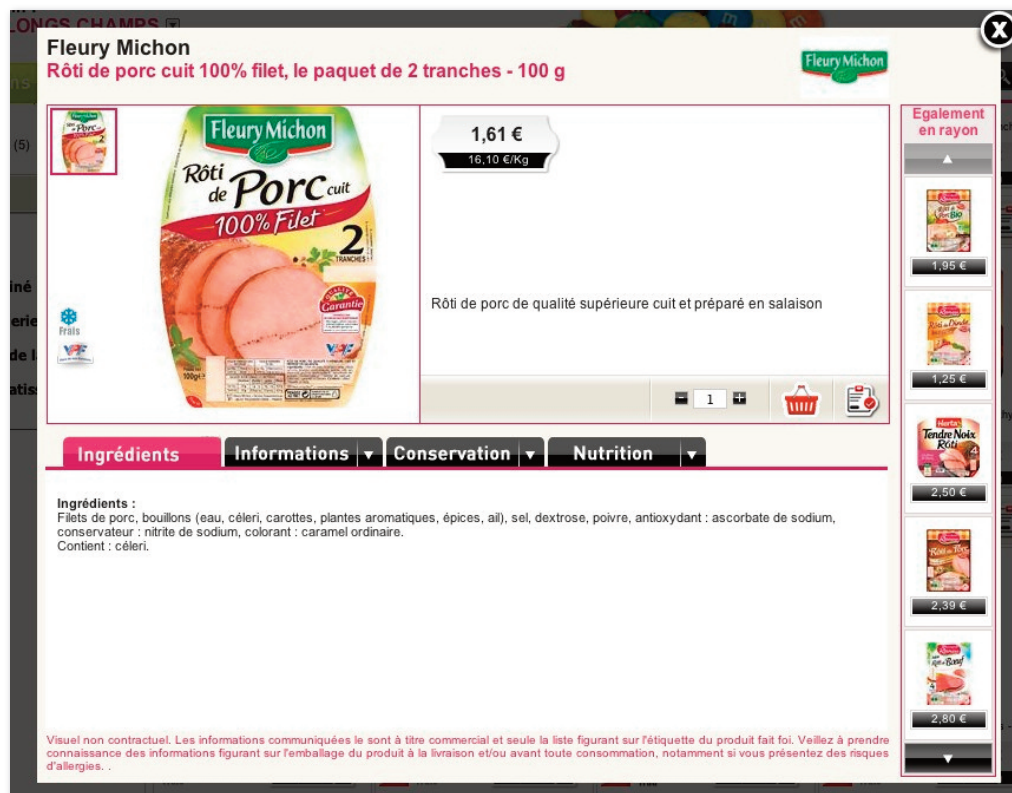 LONGS CHAMPS
Fleury Michon
Rôti de porc cuit 100% filet, le paquet de 2 tranches - 100 g
Fleury Michon
(5)
Fleury Michon
Rôti
de Porc cuit
100% Filet
2
TRANCHES
Garantie
VPF
100g
Frais
VPF
1,61 €
16,10 €/Kg
Rôti de porc de qualité supérieure cuit et préparé en salaison
1
Egalement
en rayon
1,95 €
1,25 €
Herta
Tendre Noix
Rôti
4
2,50 €
2,39 €
2,80 €
Ingrédients
Informations
Conservation
Nutrition
Ingrédients :
Filets de porc, bouillons (eau, céleri, carottes, plantes aromatiques, épices, ail), sel, dextrose, poivre, antioxydant : ascorbate de sodium,
conservateur : nitrite de sodium, colorant : caramel ordinaire.
Contient : céleri.
Visuel non contractuel. Les informations communiquées le sont à titre commercial et seule la liste figurant sur l'étiquette du produit fait foi. Veillez à prendre
connaissance des informations figurant sur l'emballage du produit à la livraison et/ou avant toute consommation, notamment si vous présentez des risques
d'allergies. .